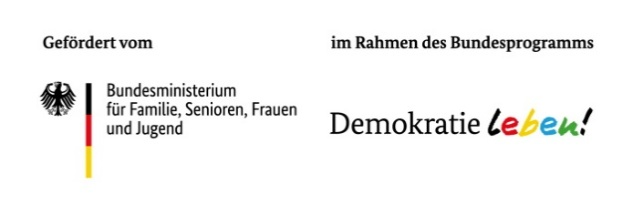 Gefördert vom
im Rahmen des Bundesprogramms
Bundesministerium
für Familie, Senioren, Frauen
und Jugend
Demokratie leben!